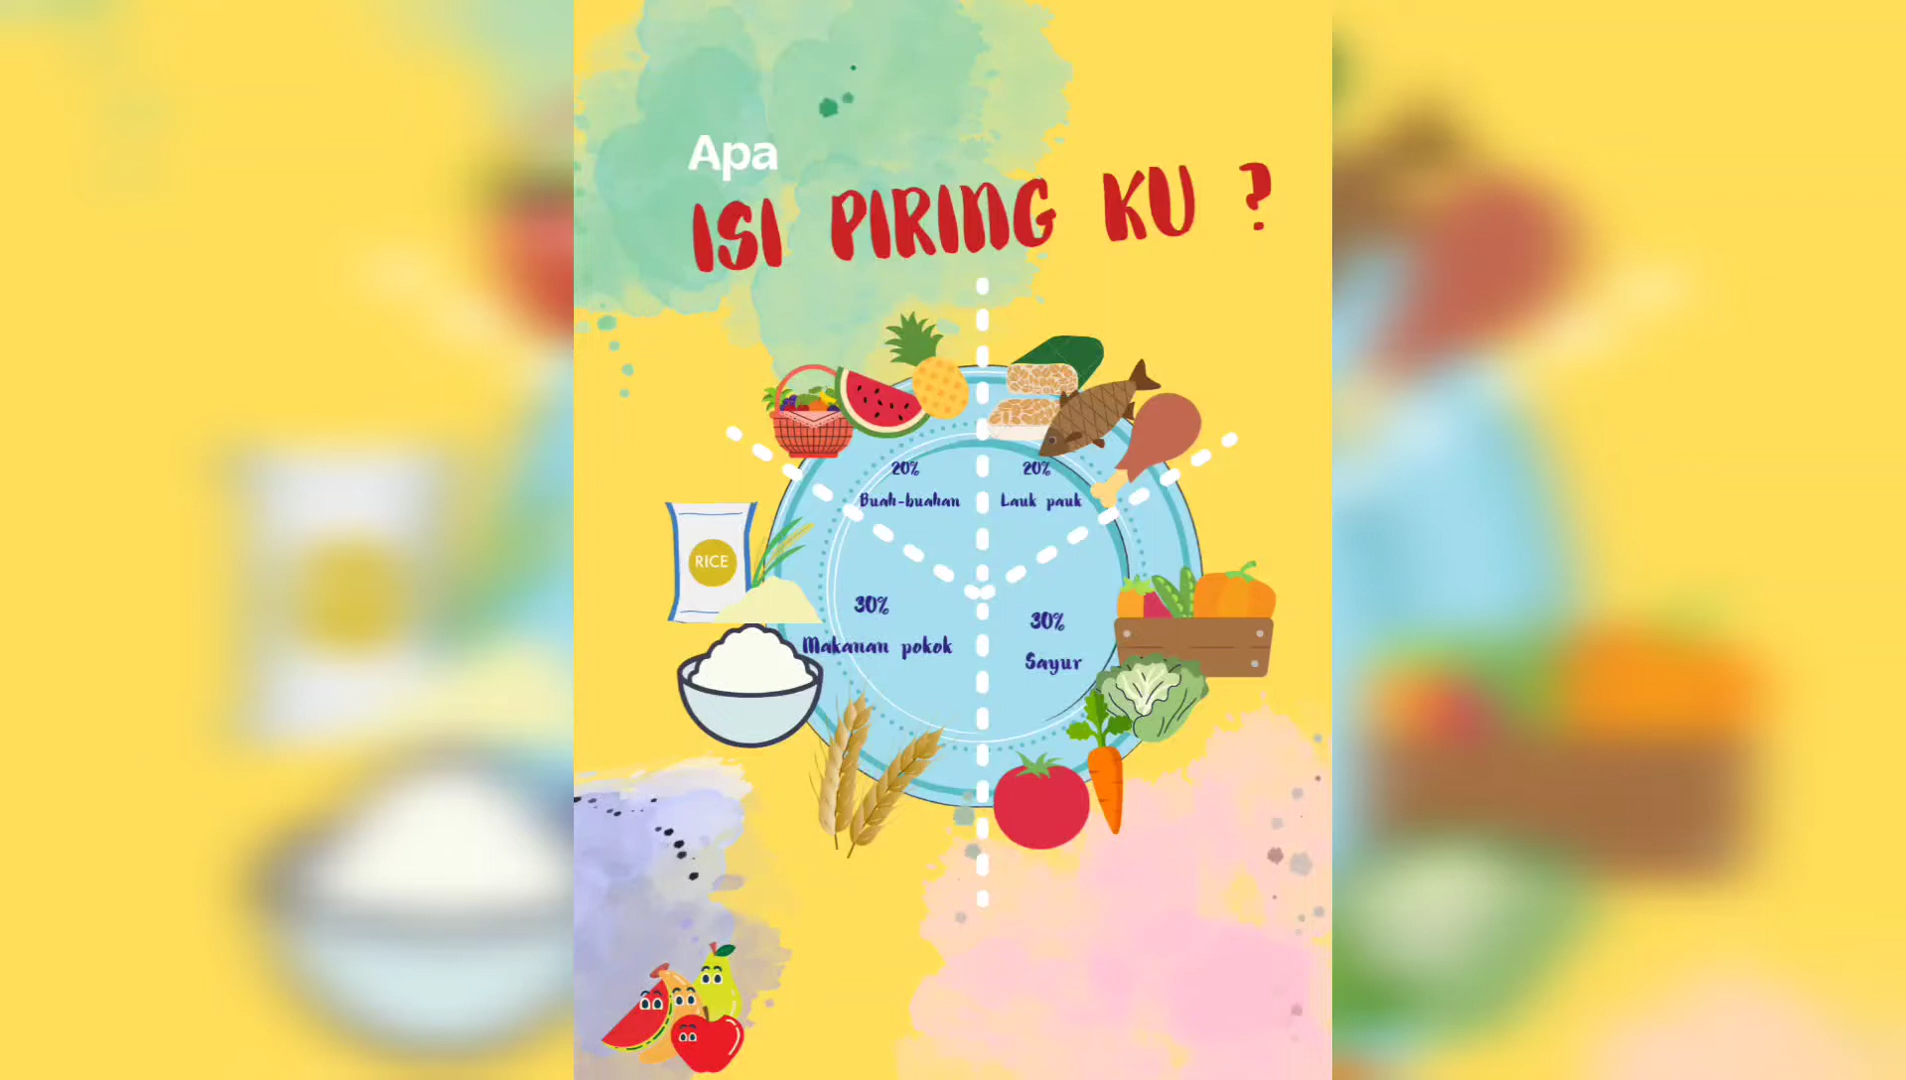 Apa
ISI PIRING KU ?
20%
Buah-buahan
20%
Lauk pauk
RICE
30%
Makanan pokok
30%
Sayur